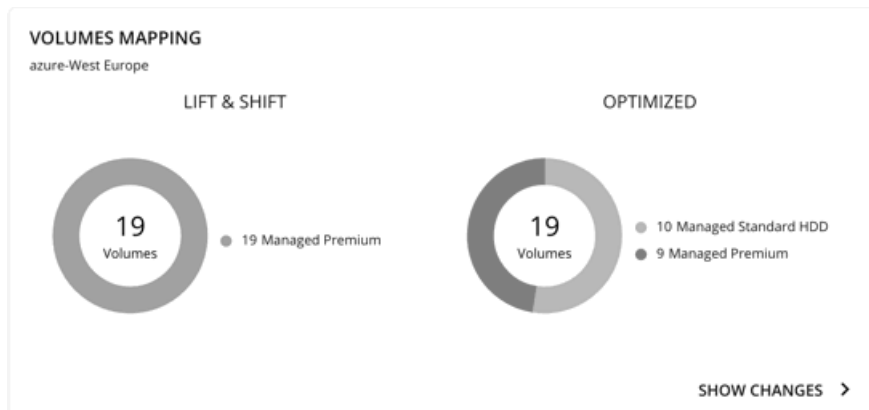 VOLUMES MAPPING
azure-West Europe
LIFT & SHIFT
19
Volumes
19 Managed Premium
OPTIMIZED
19
Volumes
10 Managed Standard HDD
9 Managed Premium
SHOW CHANGES